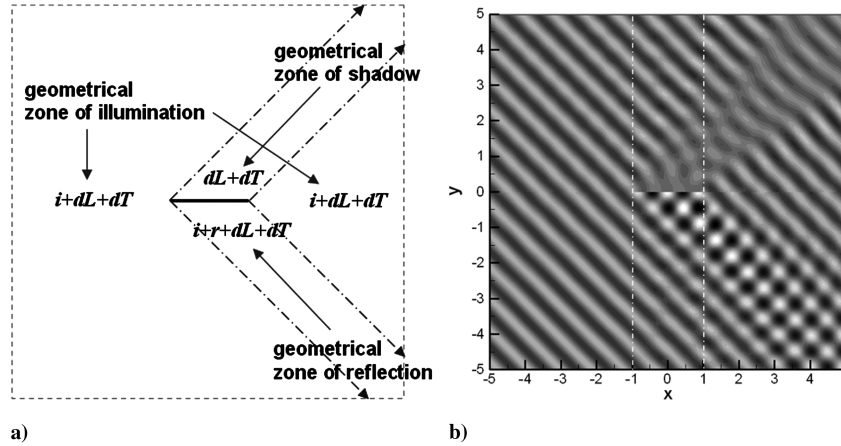 geometrical
zone of shadow
geometrical
zone of illumination
dL+dT
i+dL+dT
i+dL+dT
i+r+dL+dT
geometrical
zone of reflection
a)
5
4
3
2
1
0
-1
-2
-3
-4
-5
y
-5 -4 -3 -2 -1 0 1 2 3 4
x
b)